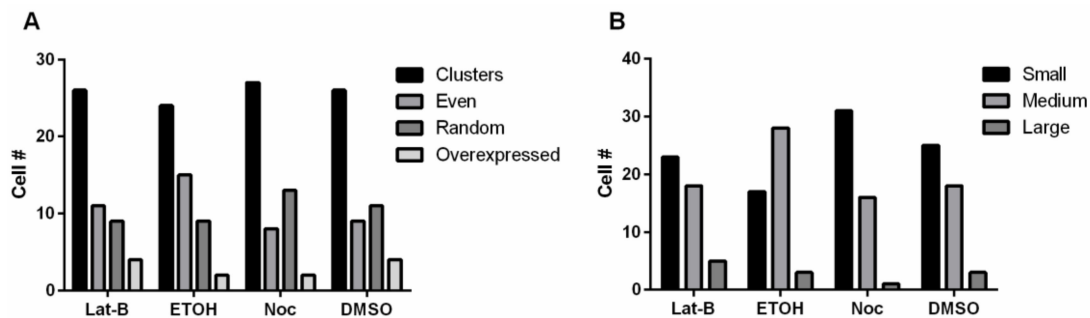 A
30
20
10
0
Cell #
Lat-B ETOH Noc DMSO
Clusters
Even
Random
Overexpressed
B
40
30
20
10
0
Cell #
Lat-B ETOH Noc DMSO
Small
Medium
Large